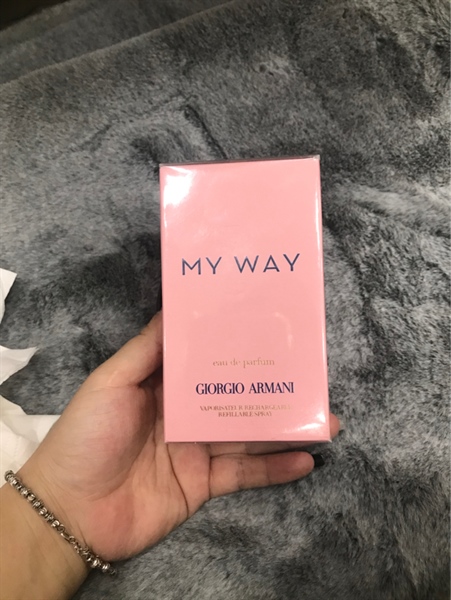 MY WAY
eau de parfum
GIORGIO ARMANI
VAPORISATEUR RECHARGEABLE
REFILLABLE SPRAY